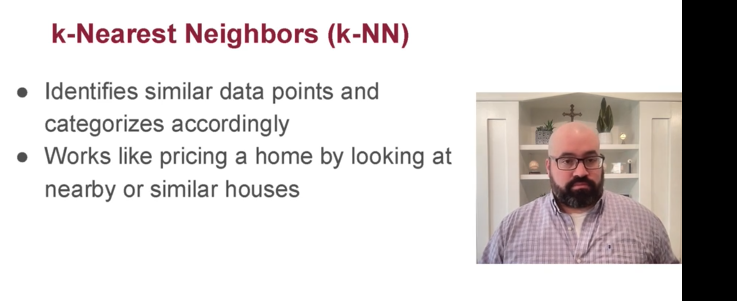 k-Nearest Neighbors (k-NN)
● Identifies similar data points and
categorizes accordingly
● Works like pricing a home by looking at
nearby or similar houses